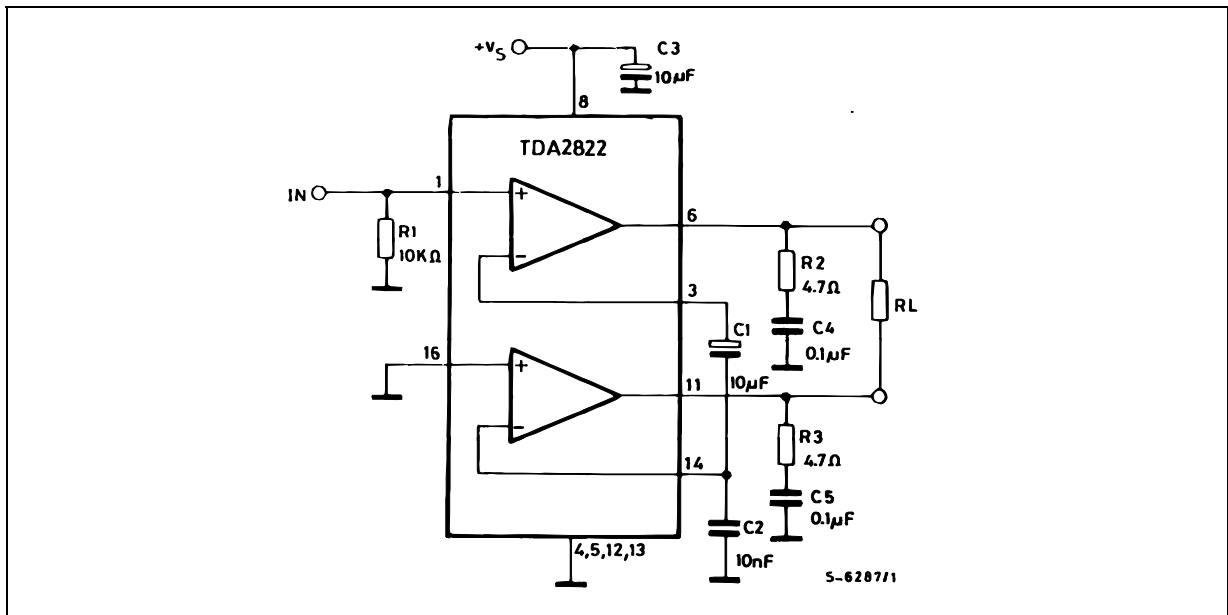 +VS
C3
10µF
8
TDA2822
IN
1
+
6
R1
10KΩ
-
R2
4.7Ω
3
RL
C1
C4
0.1µF
16
+
10µF
11
-
R3
4.7Ω
14
C5
0.1µF
C2
4,5,12,13
10nF
S-6287/1